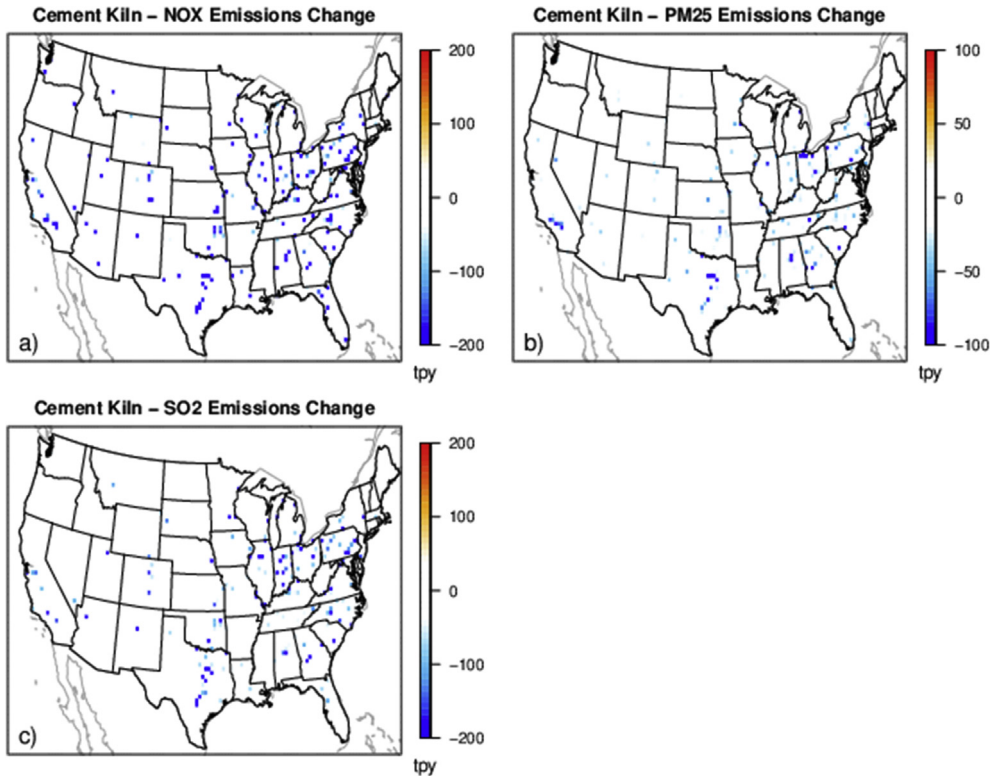 Cement Kiln – NOX Emissions Change
200
100
0
−100
−200
tpy
a)
Cement Kiln – PM25 Emissions Change
100
50
0
−50
−100
tpy
b)
Cement Kiln – SO2 Emissions Change
200
100
0
−100
−200
tpy
c)